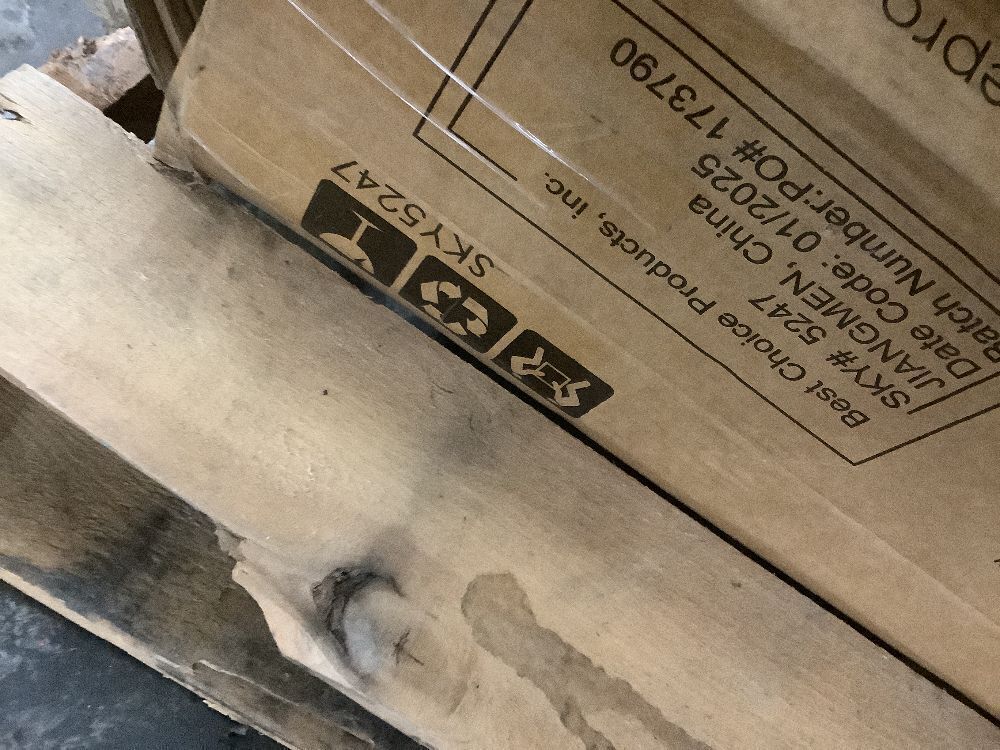 Best Choice Products, inc.
SKY# 5247
JIANGMEN, China
Date Code: 01/2025
Batch Number:PO# 173790
SKY5247